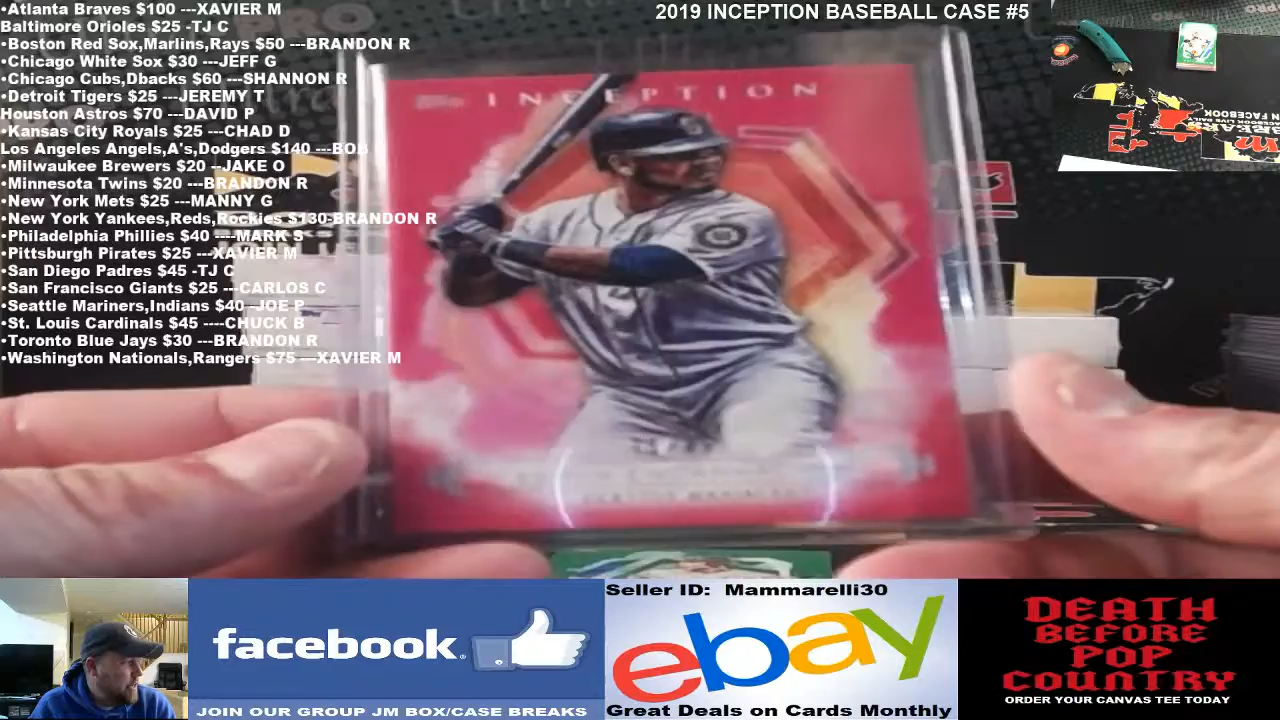 •Atlanta Braves $100 ---XAVIER M
Baltimore Orioles $25 -TJ C
•Boston Red Sox,Marlins,Rays $50 ---BRANDON R
•Chicago White Sox $30 ---JEFF G
•Chicago Cubs,Dbacks $60 ---SHANNON R
•Detroit Tigers $25 ---JEREMY T
Houston Astros $70 ---DAVID P
•Kansas City Royals $25 ---CHAD D
Los Angeles Angels,A's,Dodgers $140 ---BOB
•Milwaukee Brewers $20 --JAKE O
•Minnesota Twins $20 ---BRANDON R
•New York Mets $25 ---MANNY G
•New York Yankees,Reds,Rockies $130-BRANDON R
•Philadelphia Phillies $40 ----MARK S
•Pittsburgh Pirates $25 ---XAVIER M
•San Diego Padres $45 -TJ C
•San Francisco Giants $25 ---CARLOS C
•Seattle Mariners,Indians $40 -JOE P
•St. Louis Cardinals $45 ----CHUCK B
•Toronto Blue Jays $30 ---BRANDON R
•Washington Nationals,Rangers $75 ---XAVIER M
2019 INCEPTION BASEBALL CASE #5
INCEPTION
facebook
JOIN OUR GROUP JM BOX/CASE BREAKS
Seller ID: Mammarelli30
ebay
Great Deals on Cards Monthly
DEATH
BEFORE
POP
COUNTRY
ORDER YOUR CANVAS TEE TODAY